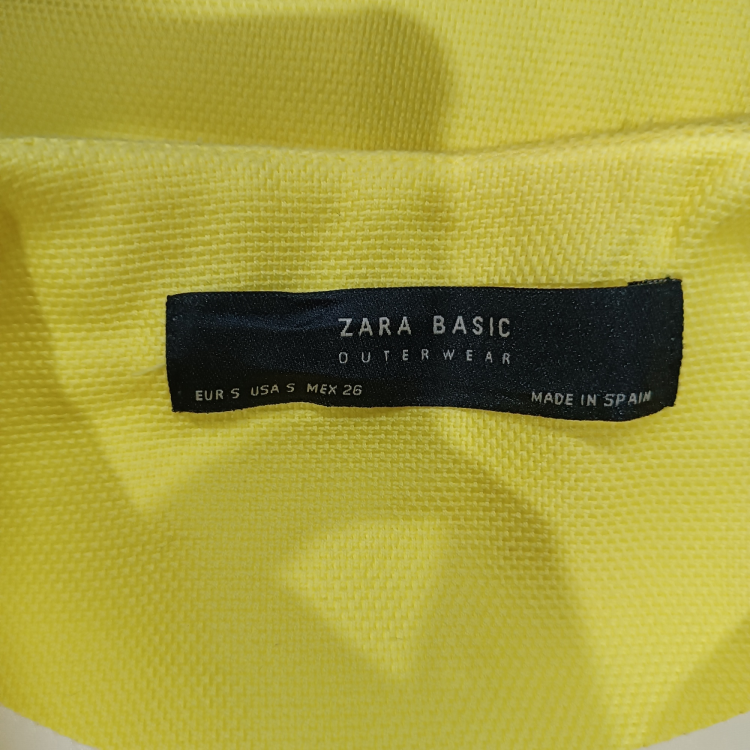 ZARA BASIC
OUTERWEAR
EUR S USA S MEX 26 MADE IN SPAIN